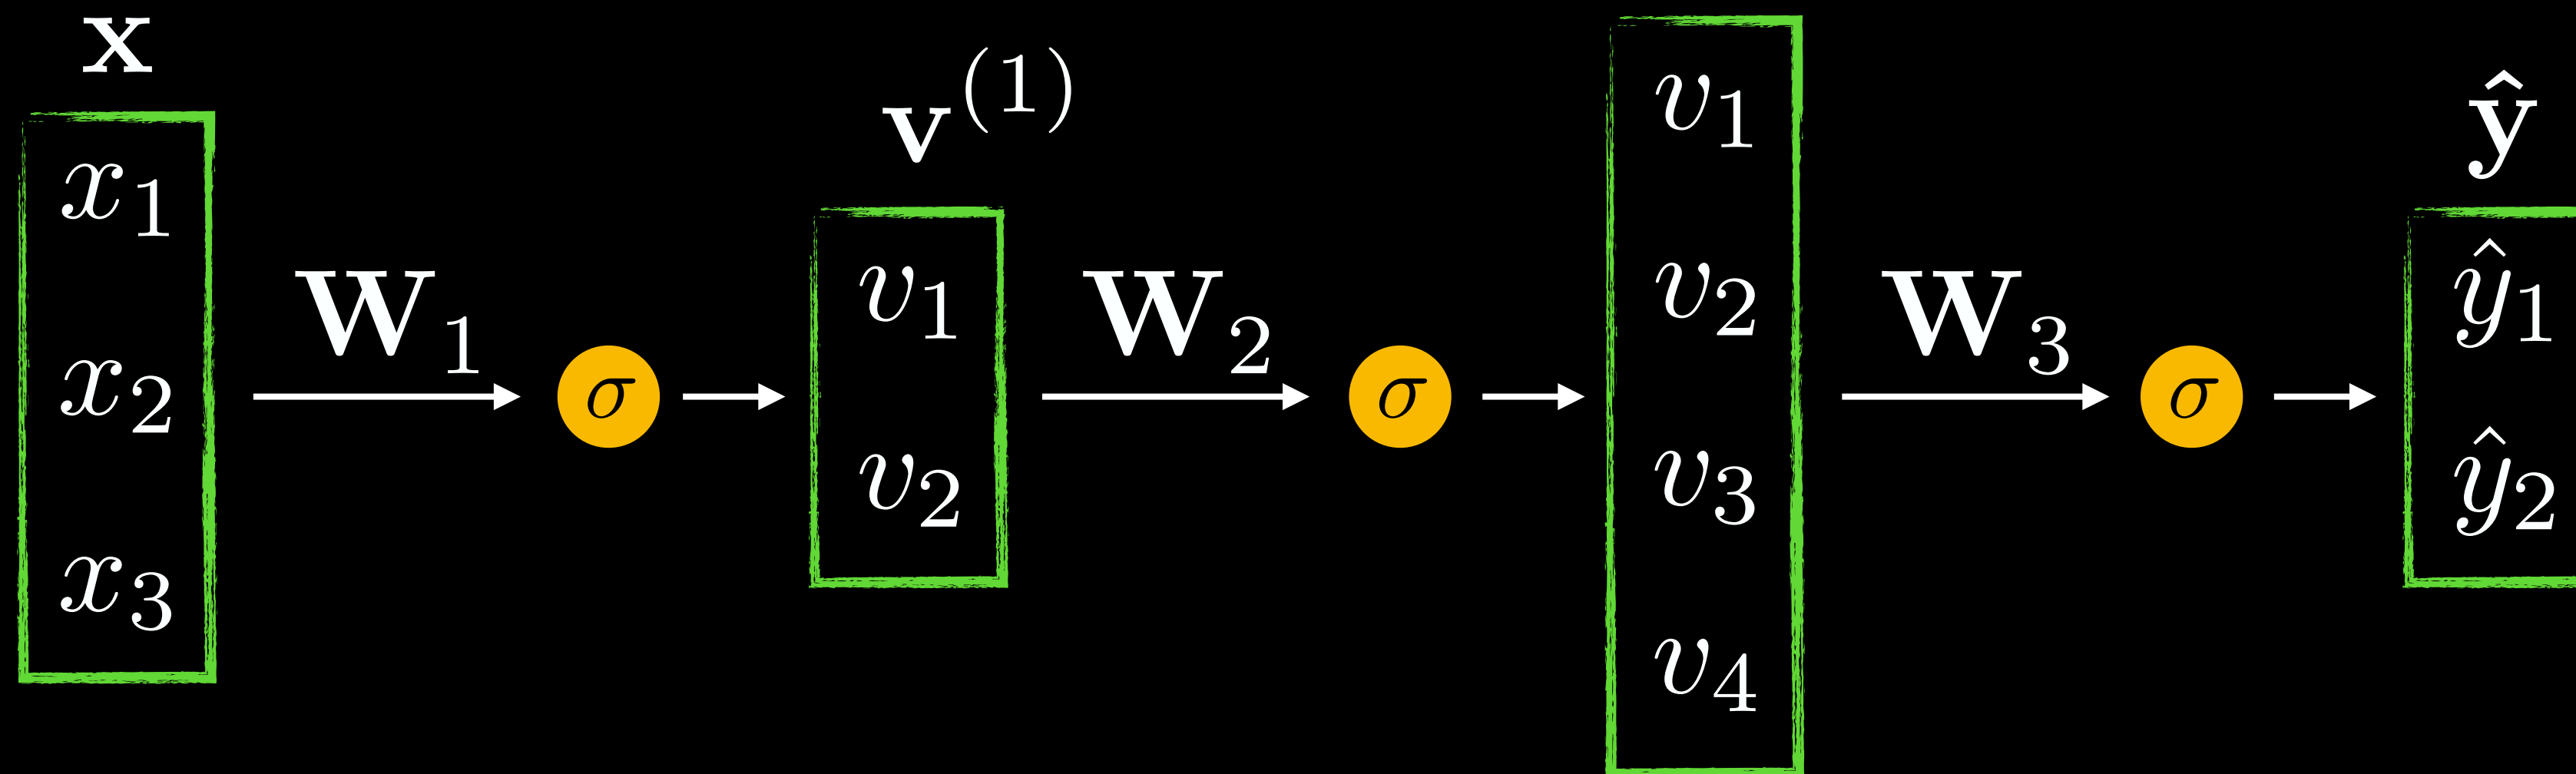 x
x₁
x₂
x₃
W₁
σ
v⁽¹⁾
v₁
v₂
W₂
σ
v₁
v₂
v₃
v₄
W₃
σ
ŷ
ŷ₁
ŷ₂